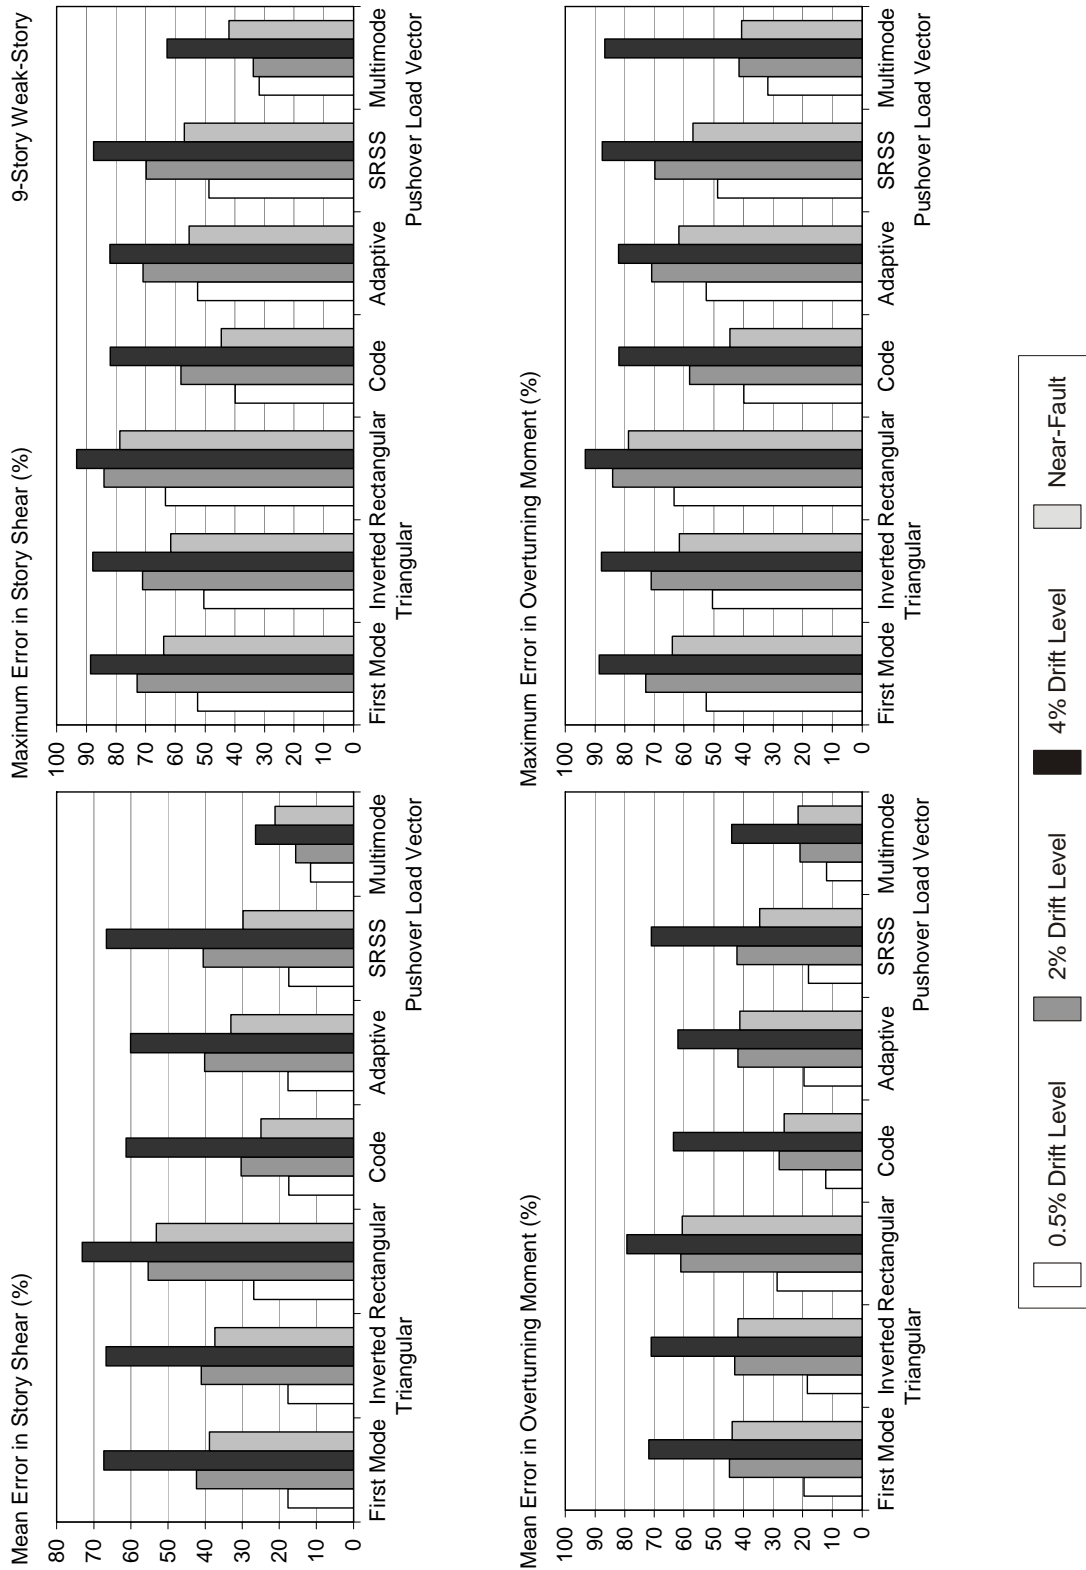 9-Story Weak-Story
Mean Error in Story Shear (%)
80
70
60
50
40
30
20
10
0
First Mode Inverted Rectangular Code Adaptive SRSS Multimode
Triangular
Pushover Load Vector
Maximum Error in Story Shear (%)
100
90
80
70
60
50
40
30
20
10
0
First Mode Inverted Rectangular Code Adaptive SRSS Multimode
Triangular
Pushover Load Vector
Mean Error in Overturning Moment (%)
100
90
80
70
60
50
40
30
20
10
0
First Mode Inverted Rectangular Code Adaptive SRSS Multimode
Triangular
Pushover Load Vector
Maximum Error in Overturning Moment (%)
100
90
80
70
60
50
40
30
20
10
0
First Mode Inverted Rectangular Code Adaptive SRSS Multimode
Triangular
Pushover Load Vector
0.5% Drift Level 2% Drift Level 4% Drift Level Near-Fault